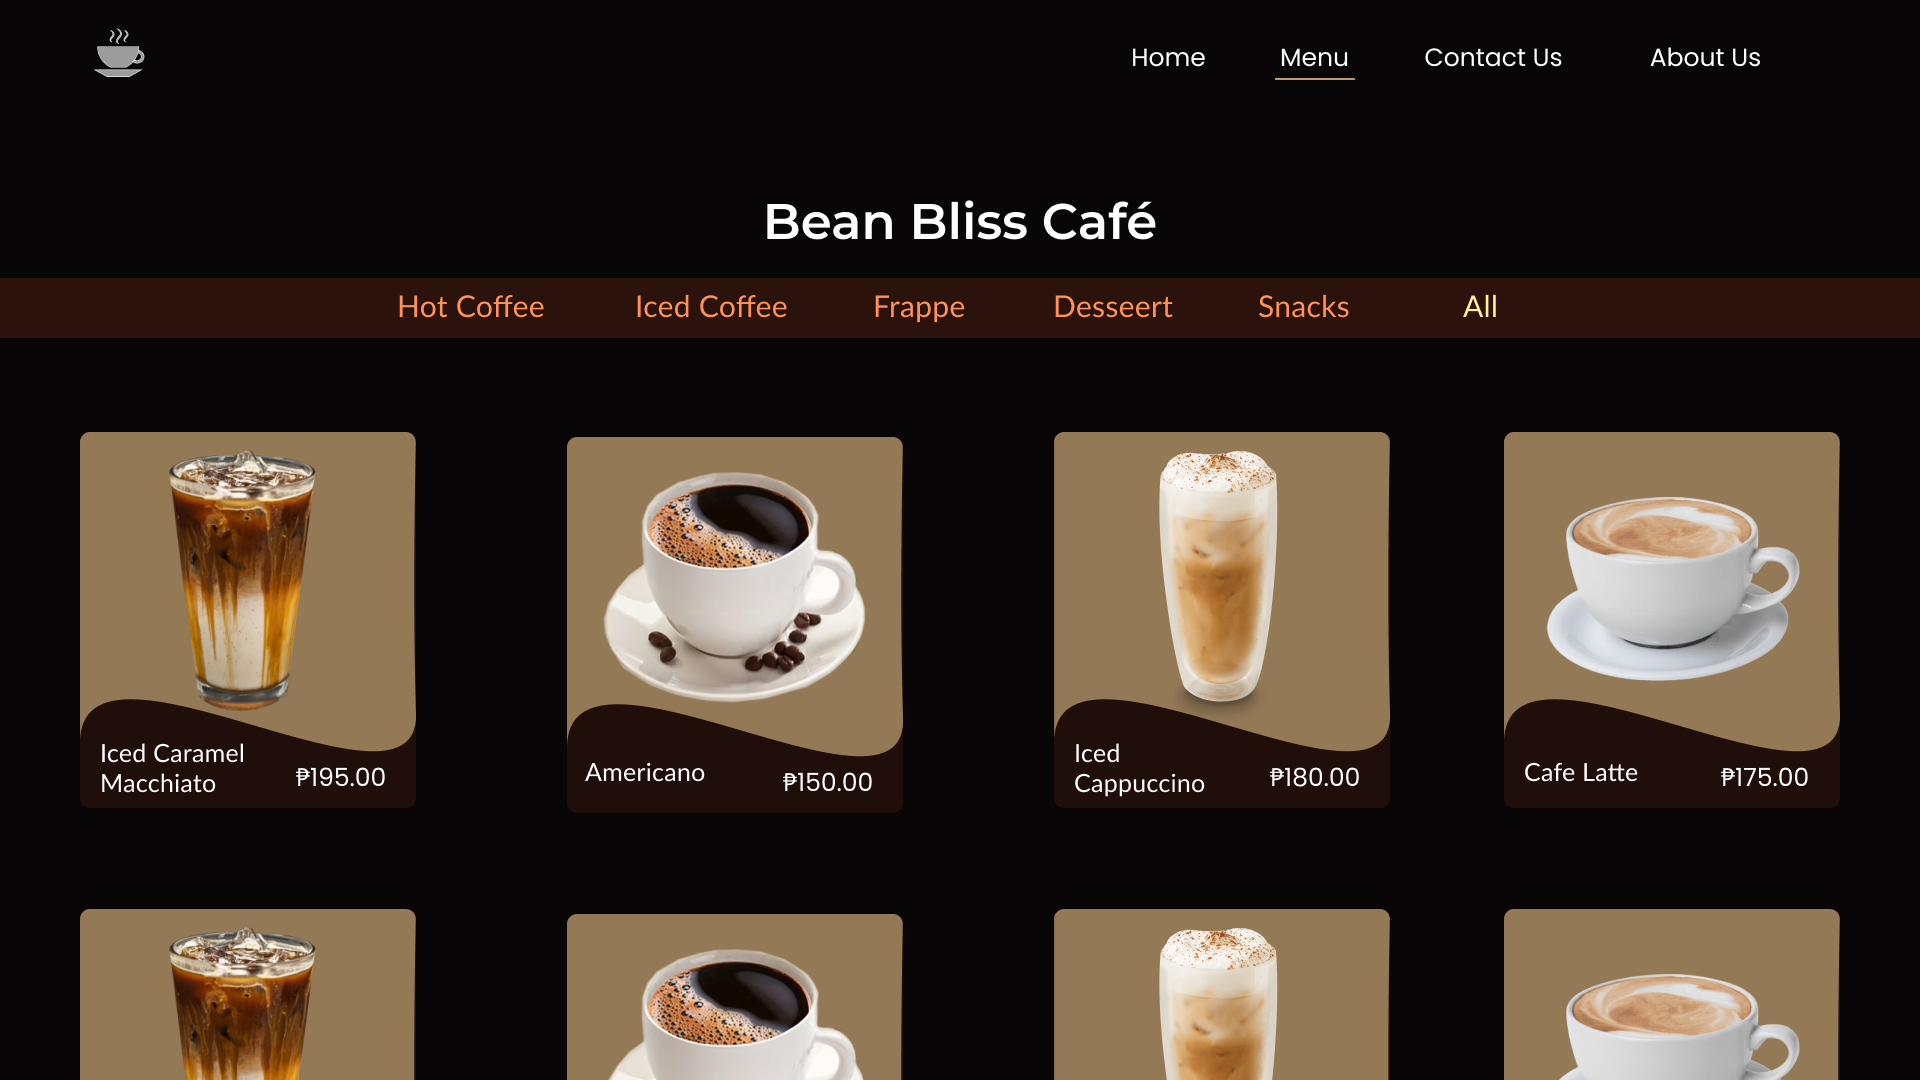 Home Menu Contact Us About Us
Bean Bliss Café
Hot Coffee Iced Coffee Frappe Desseert Snacks All
Iced Caramel
Macchiato
₱195.00
Americano
₱150.00
Iced
Cappuccino
₱180.00
Cafe Latte
₱175.00